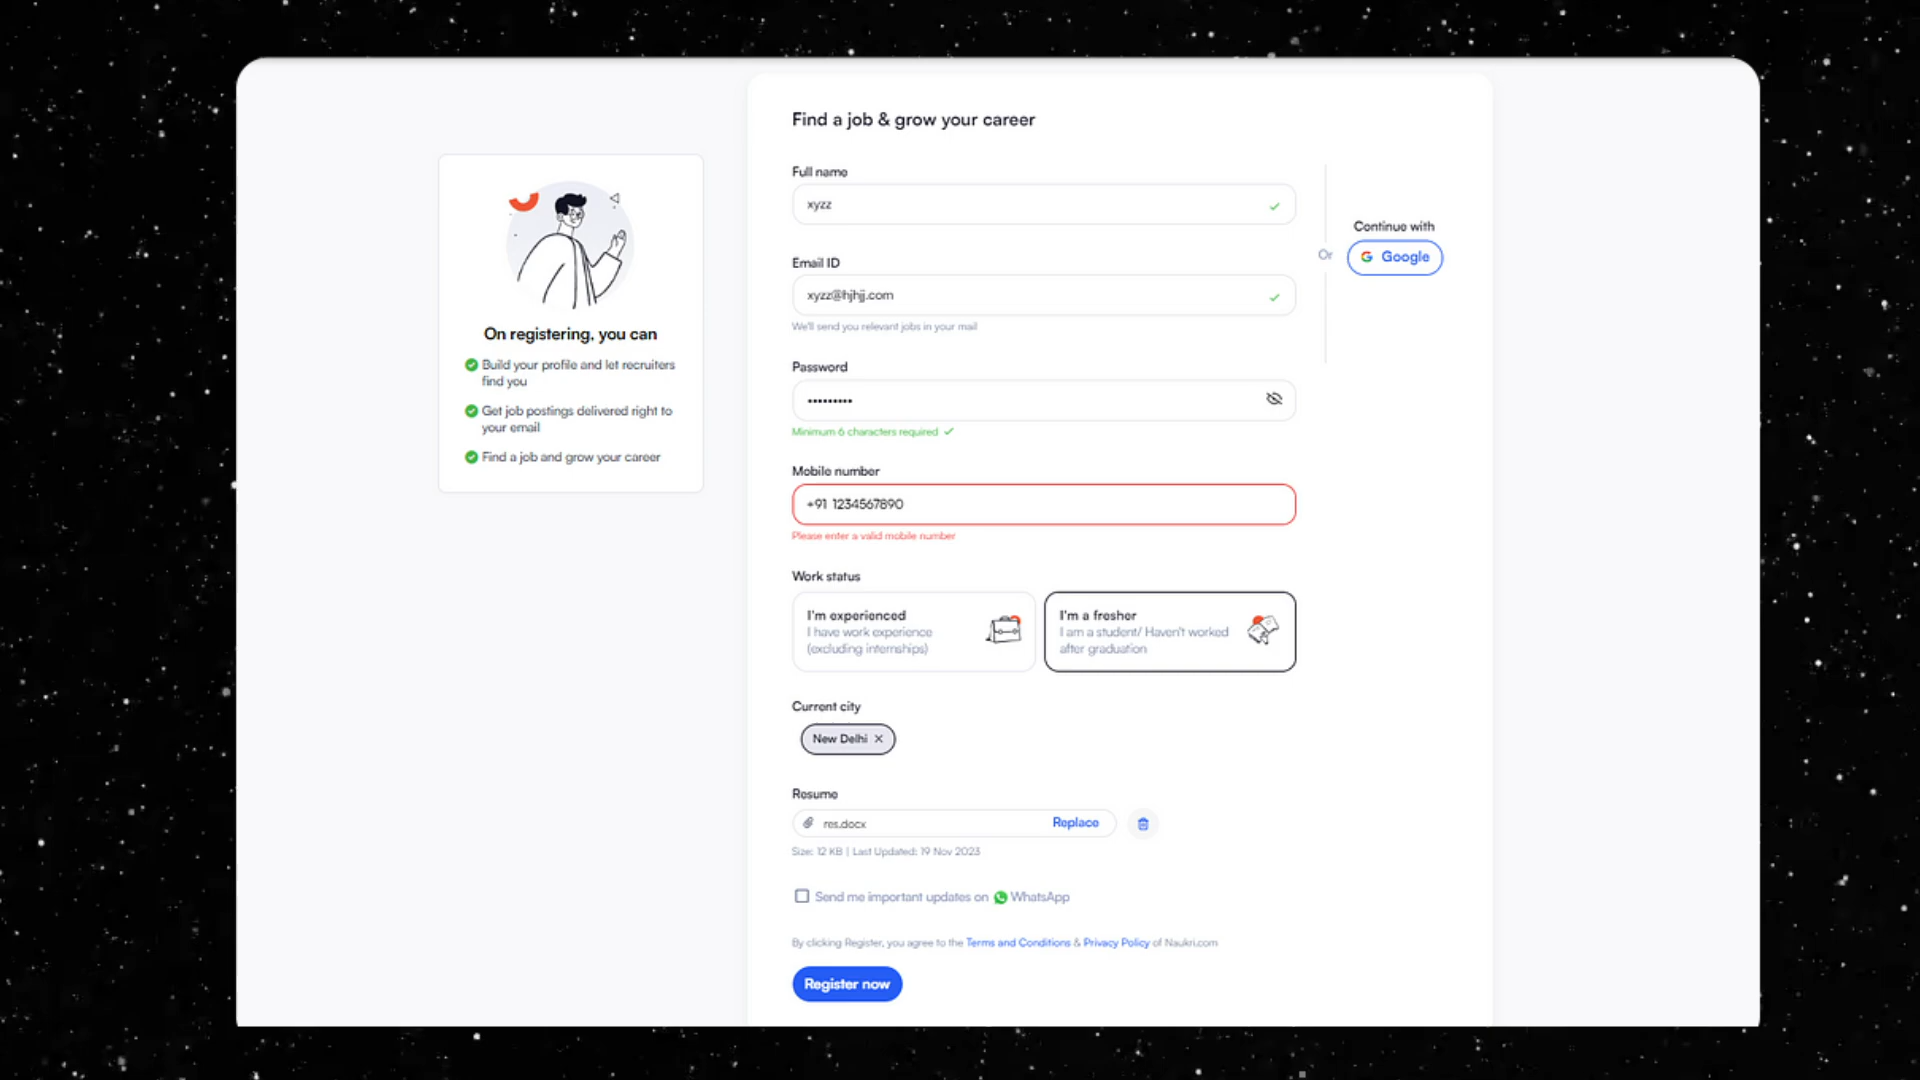 On registering, you can
Build your profile and let recruiters
find you
Get job postings delivered right to
your email
Find a job and grow your career
Find a job & grow your career
Full name
xyzz
Email ID
xyzz@hjhjj.com
We'll send you relevant jobs in your mail
Password
•••••••••
Minimum 6 characters required
Mobile number
+91 1234567890
Please enter a valid mobile number
Work status
I'm experienced
I have work experience
(excluding internships)
I'm a fresher
I am a student/ Haven't worked
after graduation
Current city
New Delhi
Resume
res.docx
Replace
Size: 12 KB | Last Updated: 19 Nov 2023
Send me important updates on WhatsApp
By clicking Register, you agree to the Terms and Conditions & Privacy Policy of Naukri.com
Register now
Or
Continue with
Google